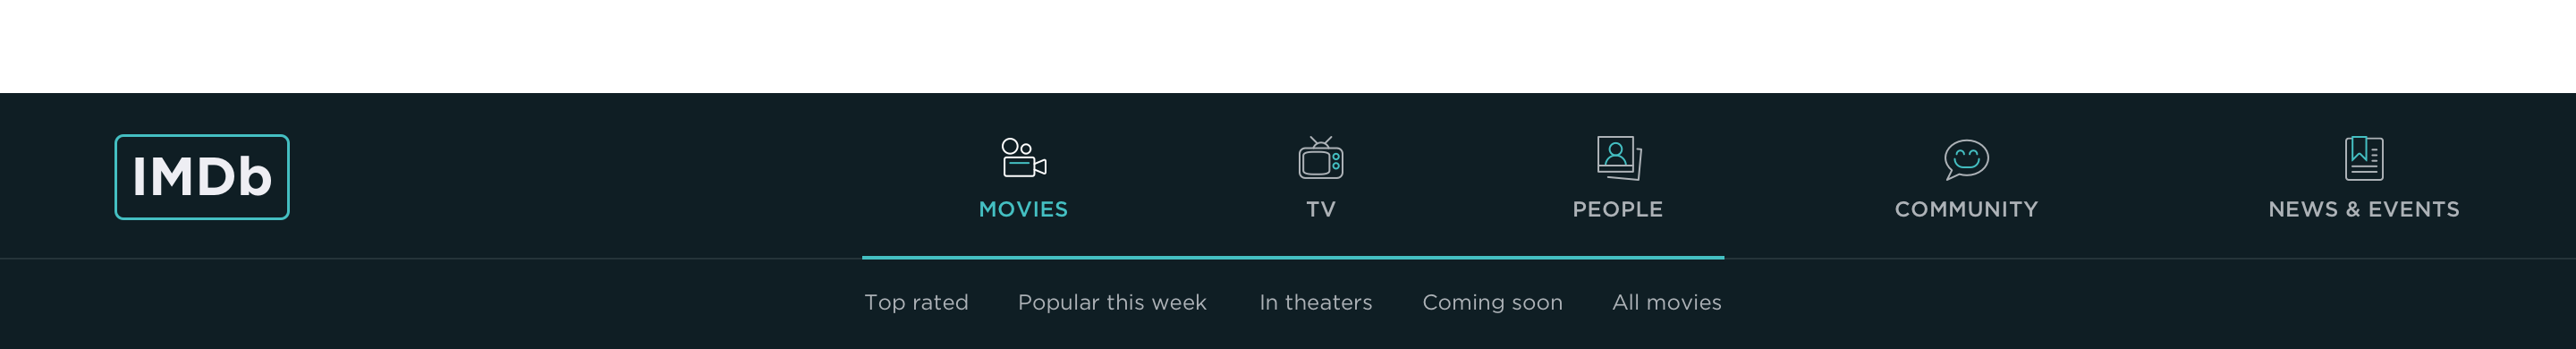 IMDb
MOVIES
TV
PEOPLE
COMMUNITY
NEWS & EVENTS
Top rated
Popular this week
In theaters
Coming soon
All movies